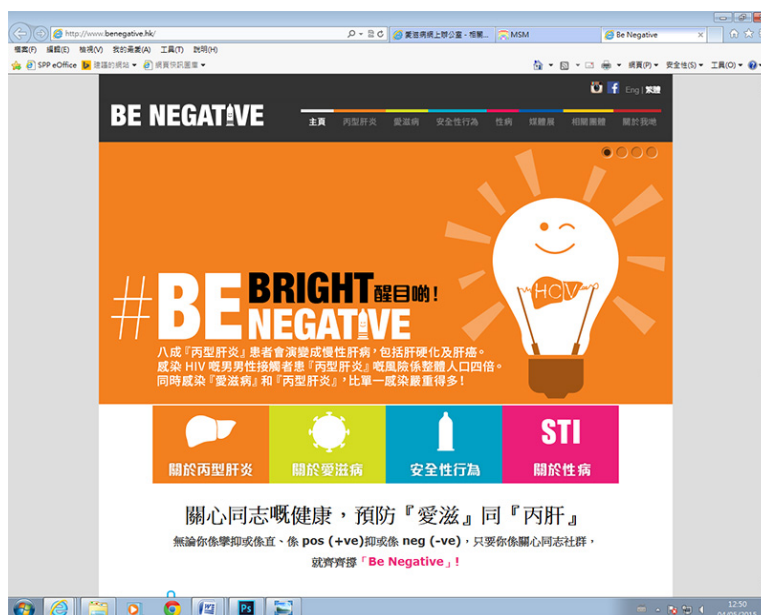 http://www.benegative.hk/
愛滋病網上辦公室 - 相關...
MSM
Be Negative
檔案(F) 編輯(E) 檢視(V) 我的最愛(A) 工具(T) 說明(H)
SPP eOffice 建議的網站 網頁快訊圖庫
網頁(P) 安全性(S) 工具(O)
Eng | 繁體
BE NEGATIVE
主頁 丙型肝炎 愛滋病 安全性行為 性病 媒體展 相關團體 關於我地
HCV
#BE BRIGHT 醒目啲!
NEGATIVE
八成『丙型肝炎』患者會演變成慢性肝病,包括肝硬化及肝癌。
感染 HIV 嘅男男性接觸者患『丙型肝炎』嘅風險係整體人口四倍。
同時感染『愛滋病』和『丙型肝炎』,比單一感染嚴重得多!
STI
關於丙型肝炎 關於愛滋病 安全性行為 關於性病
關心同志嘅健康,預防『愛滋』同『丙肝』
無論你係攣抑或係直、係 pos (+ve)抑或係 neg (-ve),只要你係關心同志社群,
就齊齊撐「Be Negative」!
Ps
12:50
04/05/2015